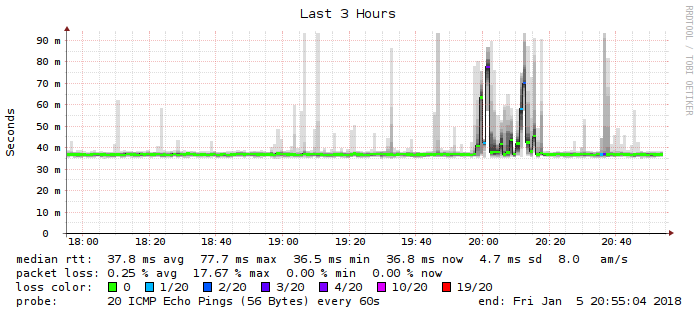 Last 3 Hours
RRDTOOL / TOBI OETIKER
Seconds
90 m
80 m
70 m
60 m
50 m
40 m
30 m
20 m
10 m
0
18:00 18:20 18:40 19:00 19:20 19:40 20:00 20:20 20:40
median rtt: 37.8 ms avg 77.7 ms max 36.5 ms min 36.8 ms now 4.7 ms sd 8.0 am/s
packet loss: 0.25 % avg 17.67 % max 0.00 % min 0.00 % now
loss color: 0 1/20 2/20 3/20 4/20 10/20 19/20
probe: 20 ICMP Echo Pings (56 Bytes) every 60s end: Fri Jan 5 20:55:04 2018